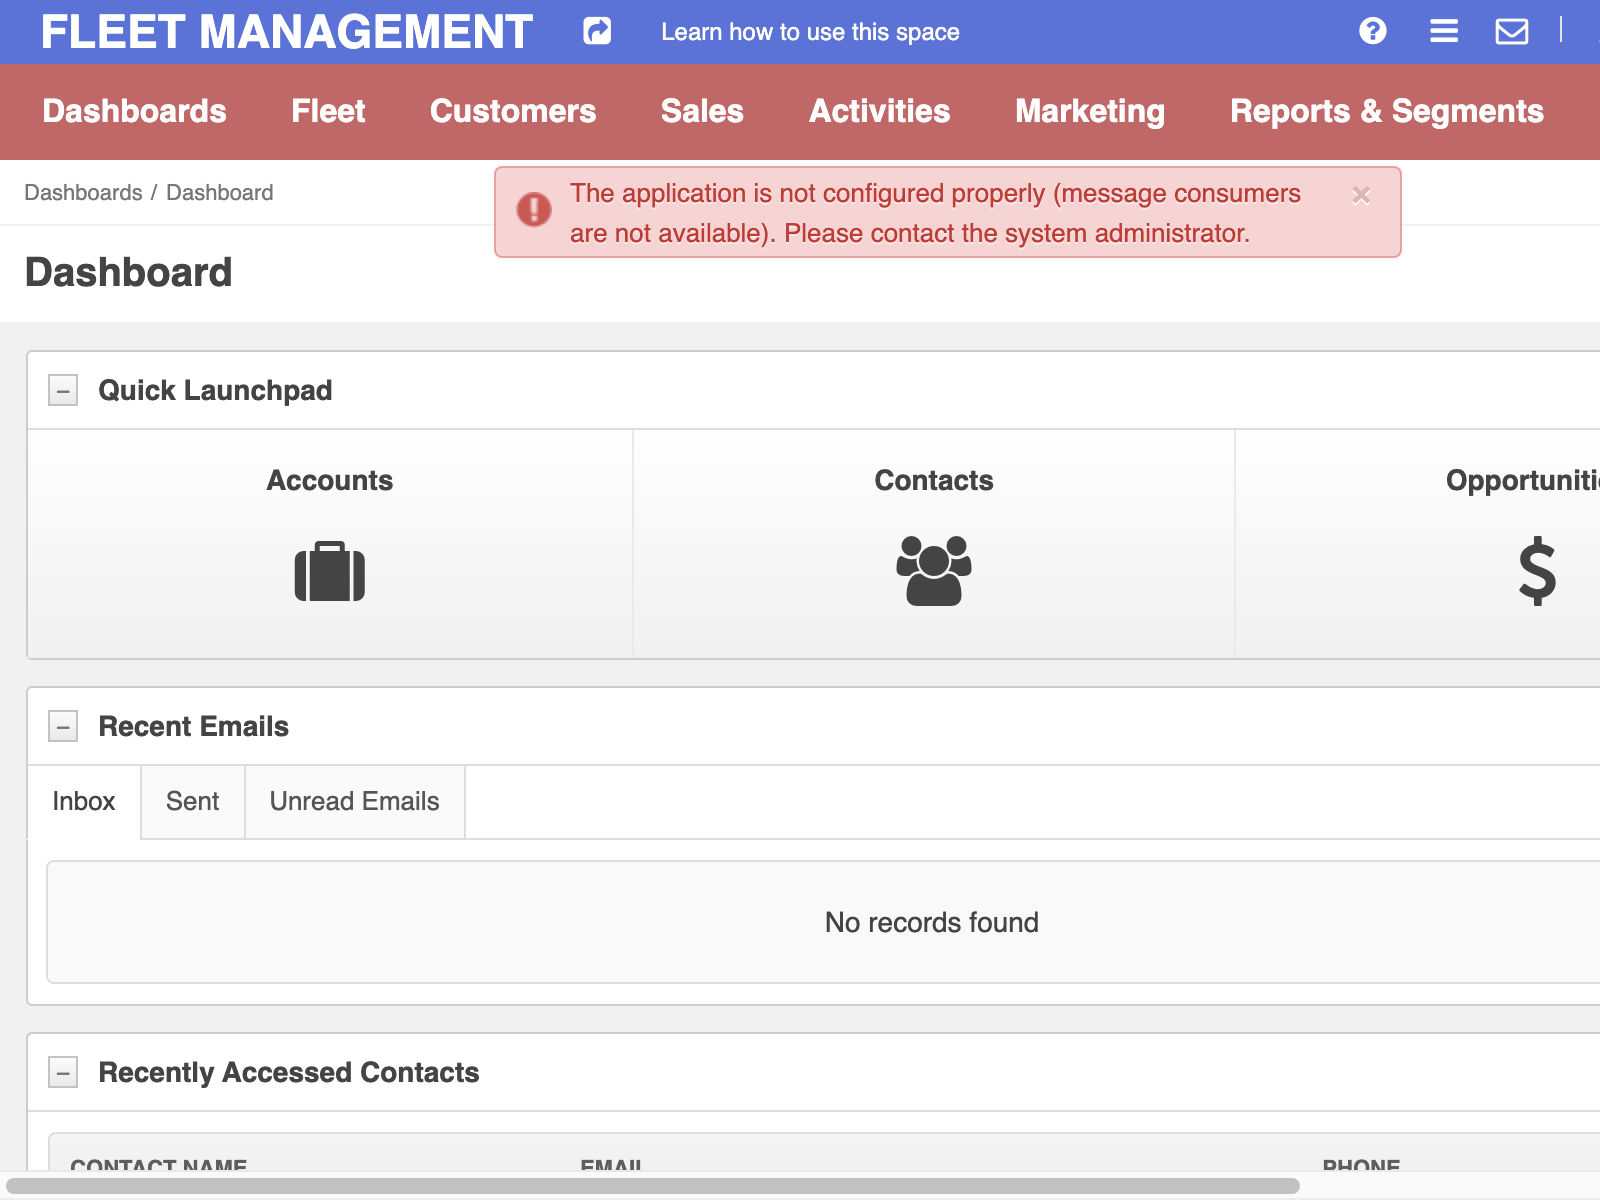 FLEET MANAGEMENT
Learn how to use this space
Dashboards
Fleet
Customers
Sales
Activities
Marketing
Reports & Segments
Dashboards / Dashboard
The application is not configured properly (message consumers
are not available). Please contact the system administrator.
×
Dashboard
Quick Launchpad
Accounts
Contacts
Opportuniti
Recent Emails
Inbox
Sent
Unread Emails
No records found
Recently Accessed Contacts
CONTACT NAME
EMAIL
PHONE